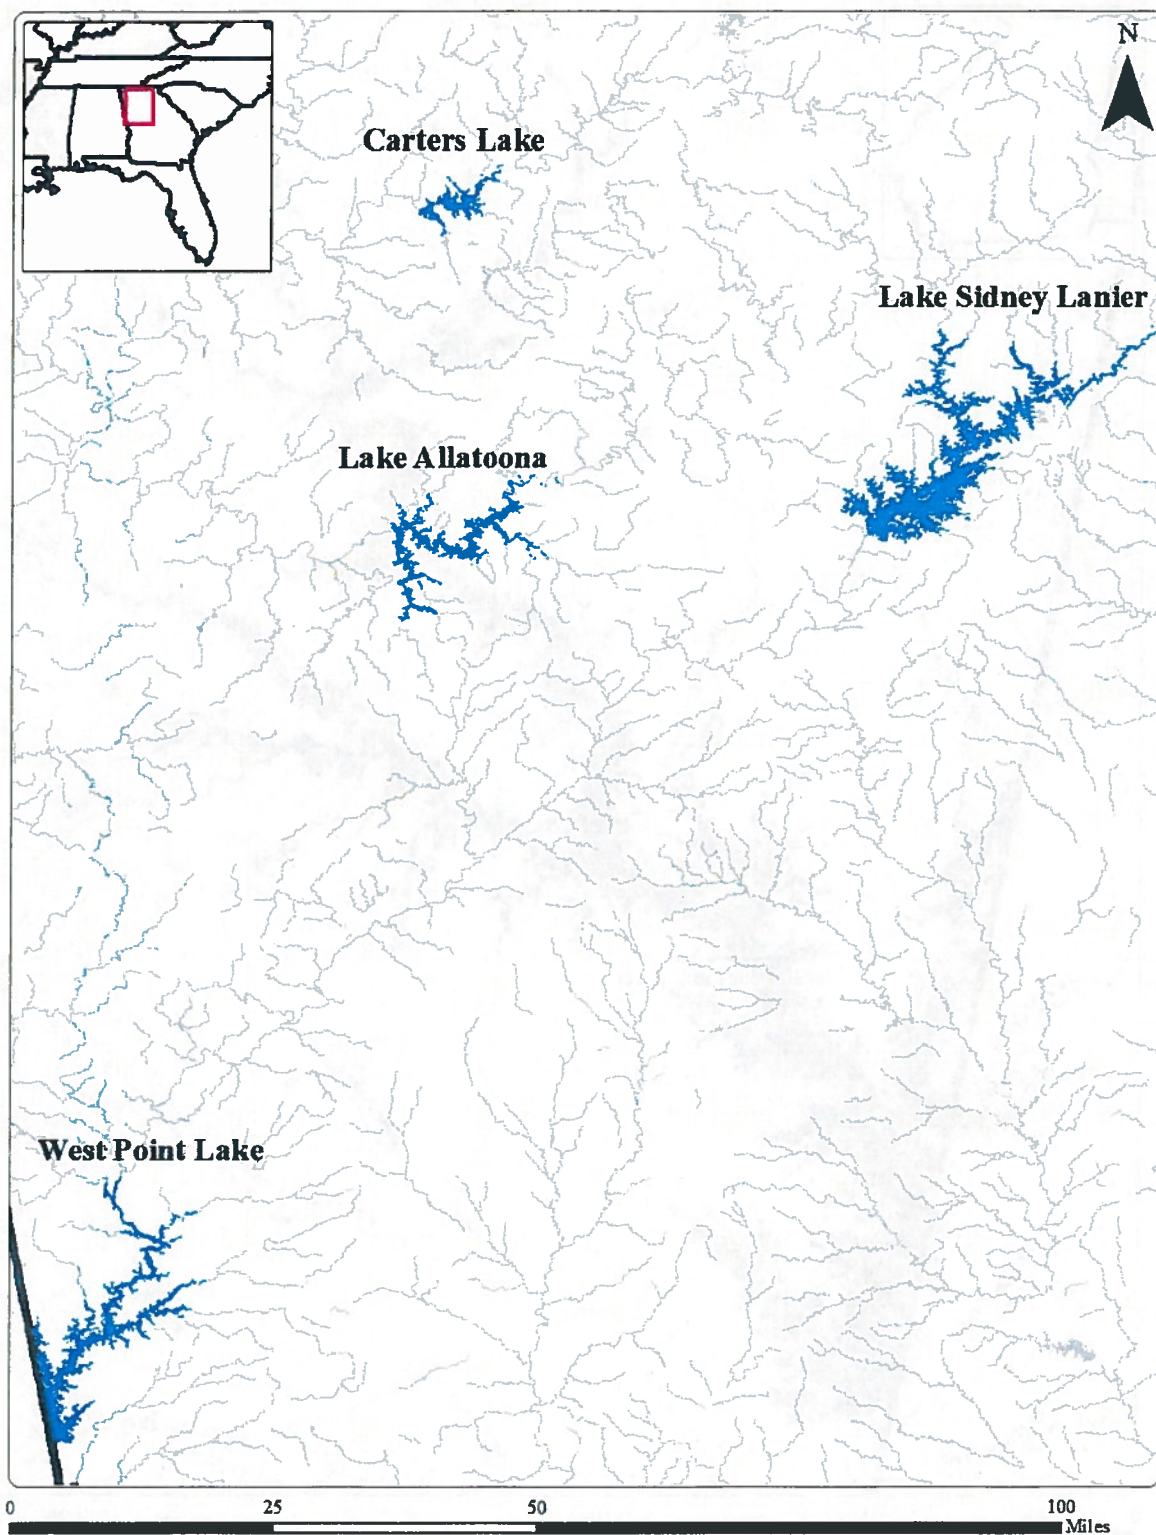 N
Carters Lake
Lake Sidney Lanier
Lake Allatoona
West Point Lake
0 25 50 100
Miles